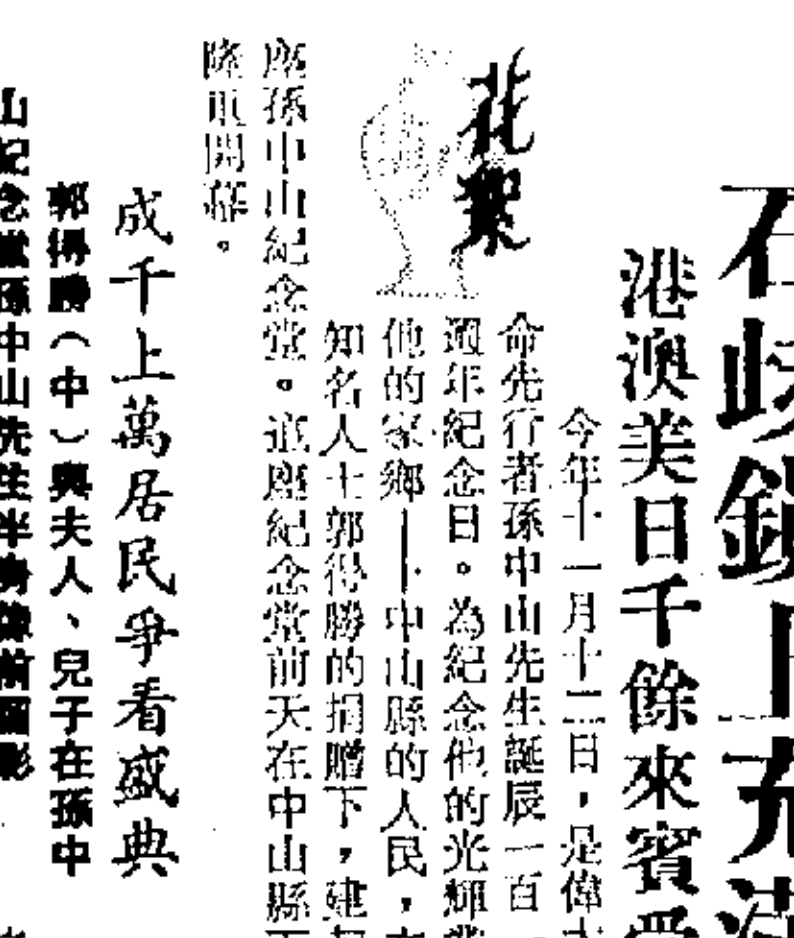 石岐鎮上充滿
港澳美日千餘來賓
花絮
今年十一月十二日，是偉
命先行者孫中山先生誕辰一百
週年紀念日。為紀念他的光輝
他的家鄉——中山縣的人民，
知名人士郭得勝的捐贈下，建
座孫中山紀念堂。這座紀念堂前天在中山縣
隆重開幕。
成千上萬居民爭看盛典
郭得勝（中）與夫人、兒子在孫中
山紀念堂孫中山先生半身像前留影